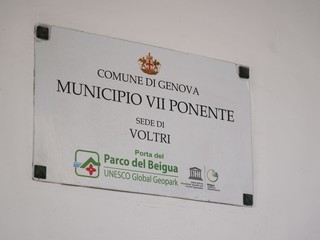 COMUNE DI GENOVA
MUNICIPIO VII PONENTE
SEDE DI
VOLTRI
Porta del
Parco del Beigua
UNESCO Global Geopark